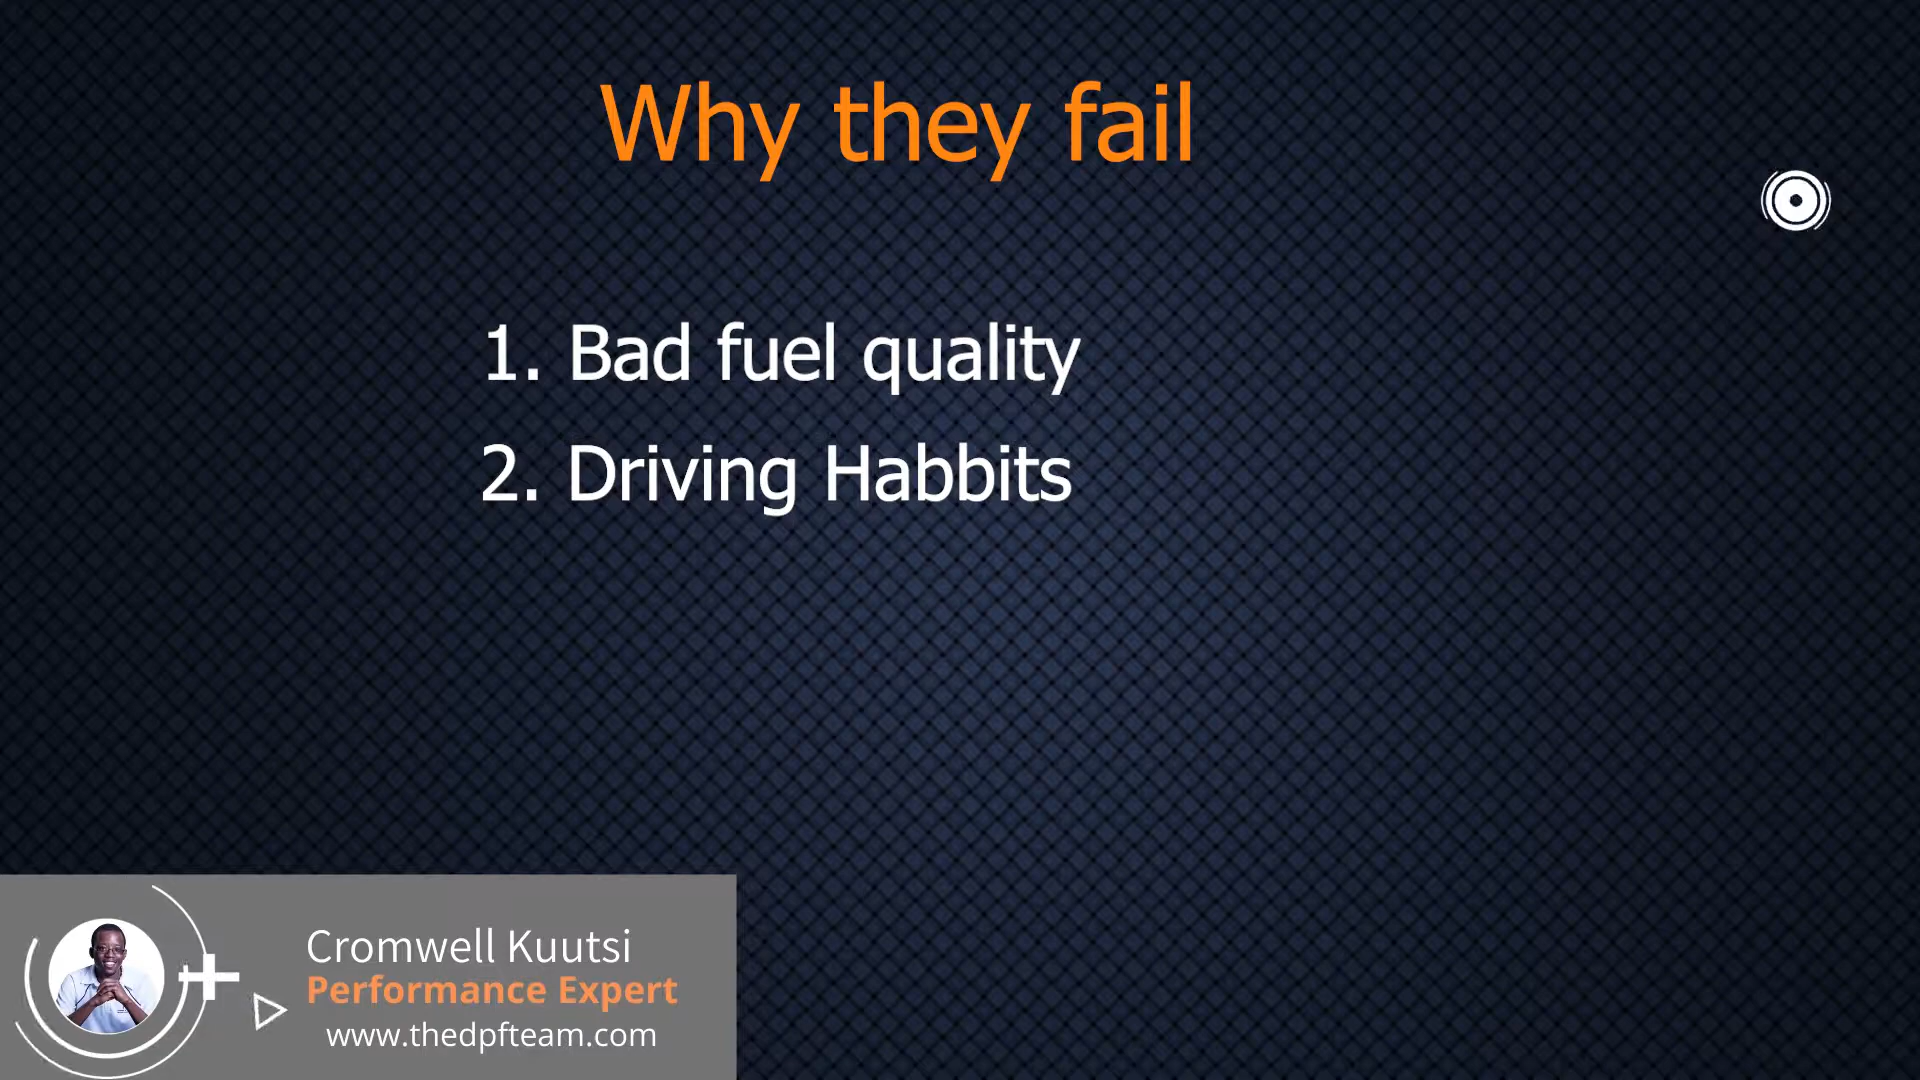 Why they fail
1. Bad fuel quality
2. Driving Habbits
Cromwell Kuutsi
Performance Expert
www.thedpfteam.com